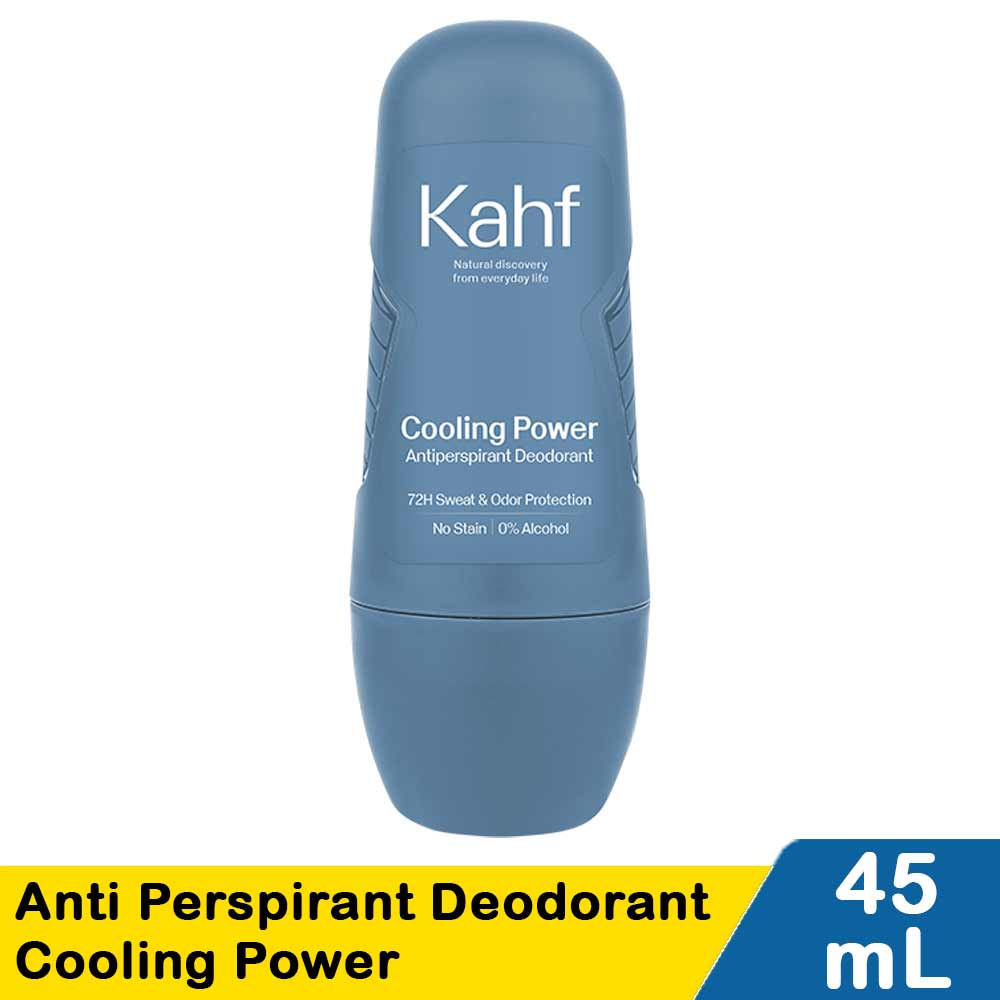 Kahf
Natural discovery
from everyday life
Cooling Power
Antiperspirant Deodorant
72H Sweat & Odor Protection
No Stain | 0% Alcohol
Anti Perspirant Deodorant
Cooling Power
45
mL